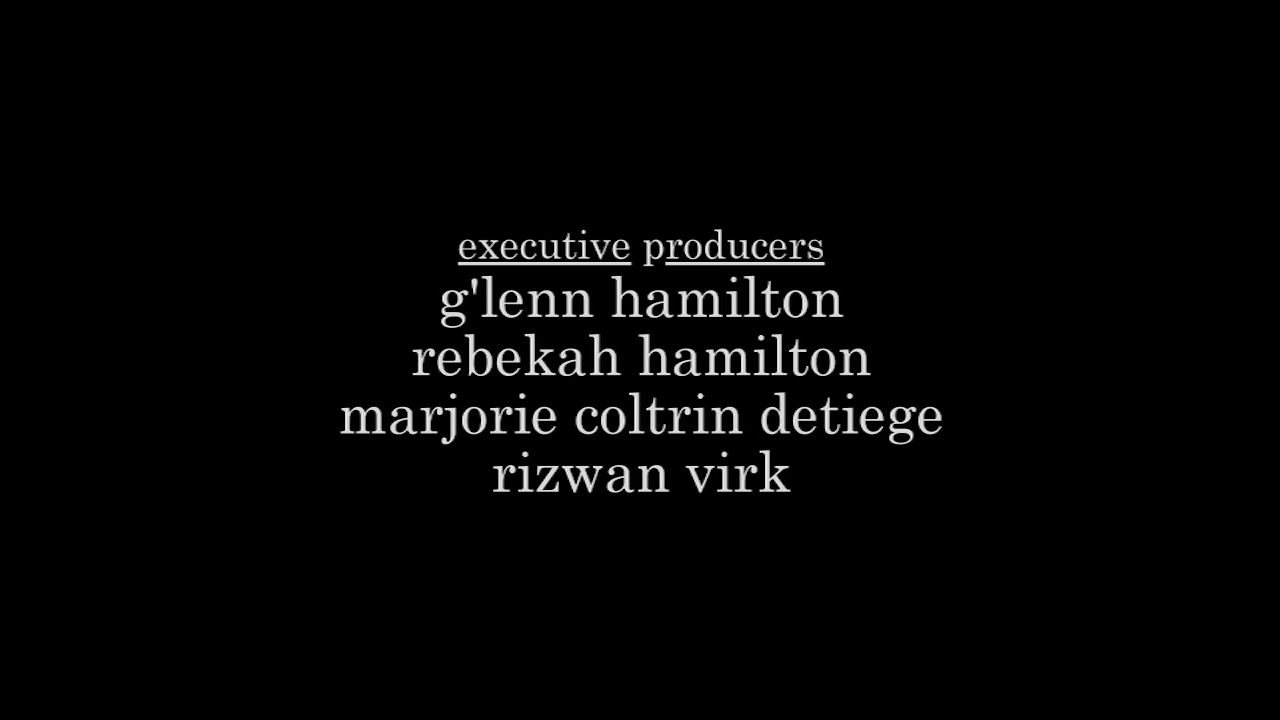 executive producers
g'lenn hamilton
rebekah hamilton
marjorie coltrin detiege
rizwan virk